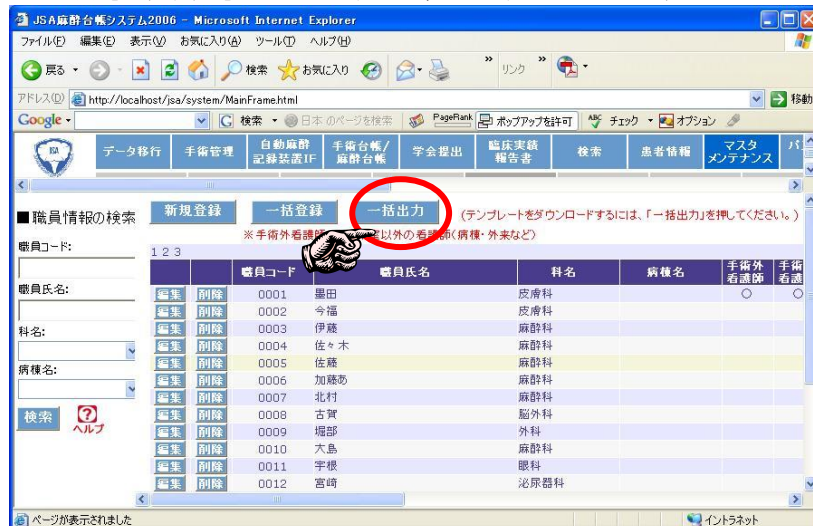 JSA麻酔台帳システム2006 - Microsoft Internet Explorer
ファイル(F) 編集(E) 表示(V) お気に入り(A) ツール(T) ヘルプ(H)
戻る 検索 お気に入り » リンク »
アドレス(D) http://localhost/jsa/system/MainFrame.html 移動
Google 検索 日本 のページを検索 PageRank ポップアップを許可 ABC チェック オプション
データ移行 手術管理 自動麻酔記録装置IF 手術台帳/麻酔台帳 学会提出 臨床実績報告書 検索 患者情報 マスタメンテナンス
■職員情報の検索 新規登録 一括登録 一括出力 (テンプレートをダウンロードするには、「一括出力」を押してください。)
以外の看護師(病棟・外来など)
職員コード:
1 2 3
職員コード 職員氏名 科名 病棟名 手術外看護師
職員氏名:
編集 削除 0001 墨田 皮膚科 ○ ○
編集 削除 0002 今福 皮膚科
科名:
編集 削除 0003 伊藤 麻酔科
編集 削除 0004 佐々木 麻酔科
病棟名:
編集 削除 0005 佐藤 麻酔科
編集 削除 0006 加藤あ 麻酔科
編集 削除 0007 北村 麻酔科
検索 ヘルプ
編集 削除 0008 古賀 脳外科
編集 削除 0009 堀部 外科
編集 削除 0010 大島 麻酔科
編集 削除 0011 宇根 眼科
編集 削除 0012 宮崎 泌尿器科
ページが表示されました イントラネット